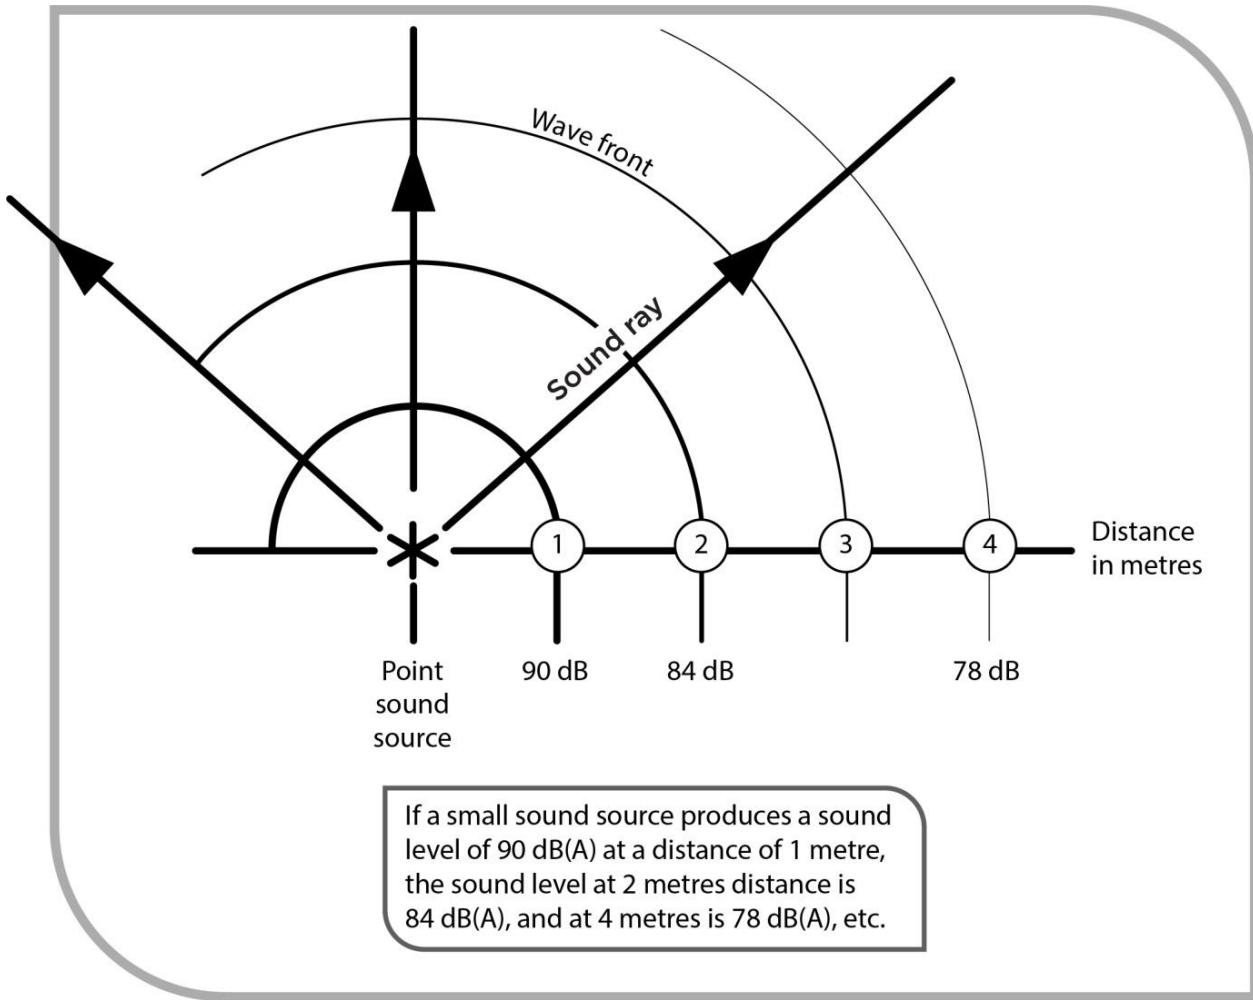 Wave front
Sound ray
1
2
3
4
Distance
in metres
Point
sound
source
90 dB
84 dB
78 dB
If a small sound source produces a sound
level of 90 dB(A) at a distance of 1 metre,
the sound level at 2 metres distance is
84 dB(A), and at 4 metres is 78 dB(A), etc.